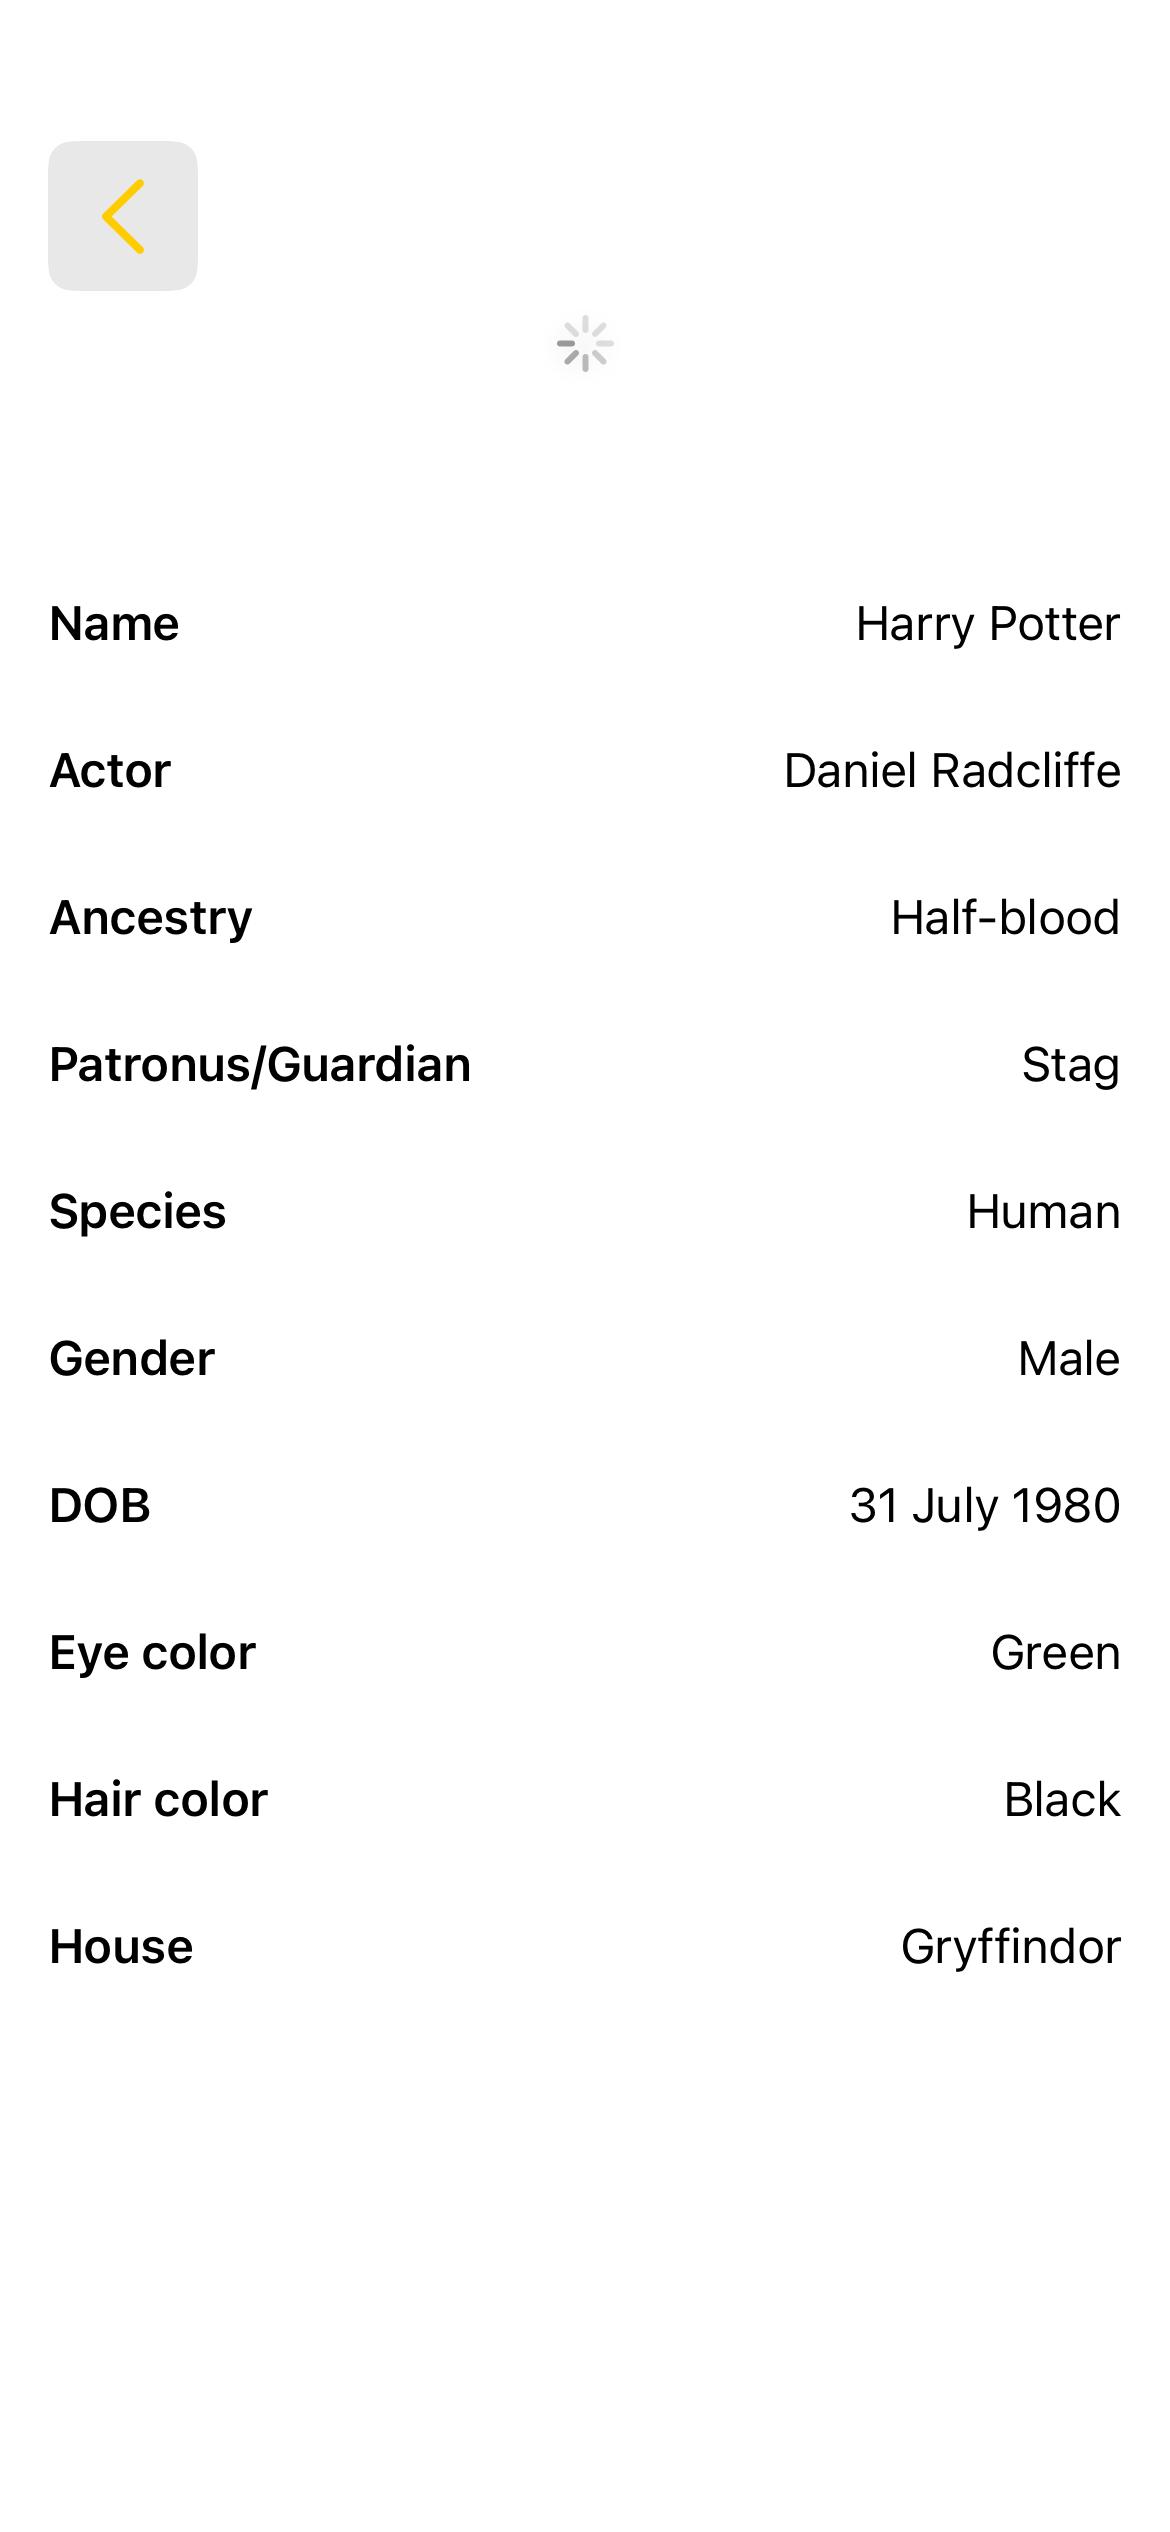 Name Harry Potter
Actor Daniel Radcliffe
Ancestry Half-blood
Patronus/Guardian Stag
Species Human
Gender Male
DOB 31 July 1980
Eye color Green
Hair color Black
House Gryffindor